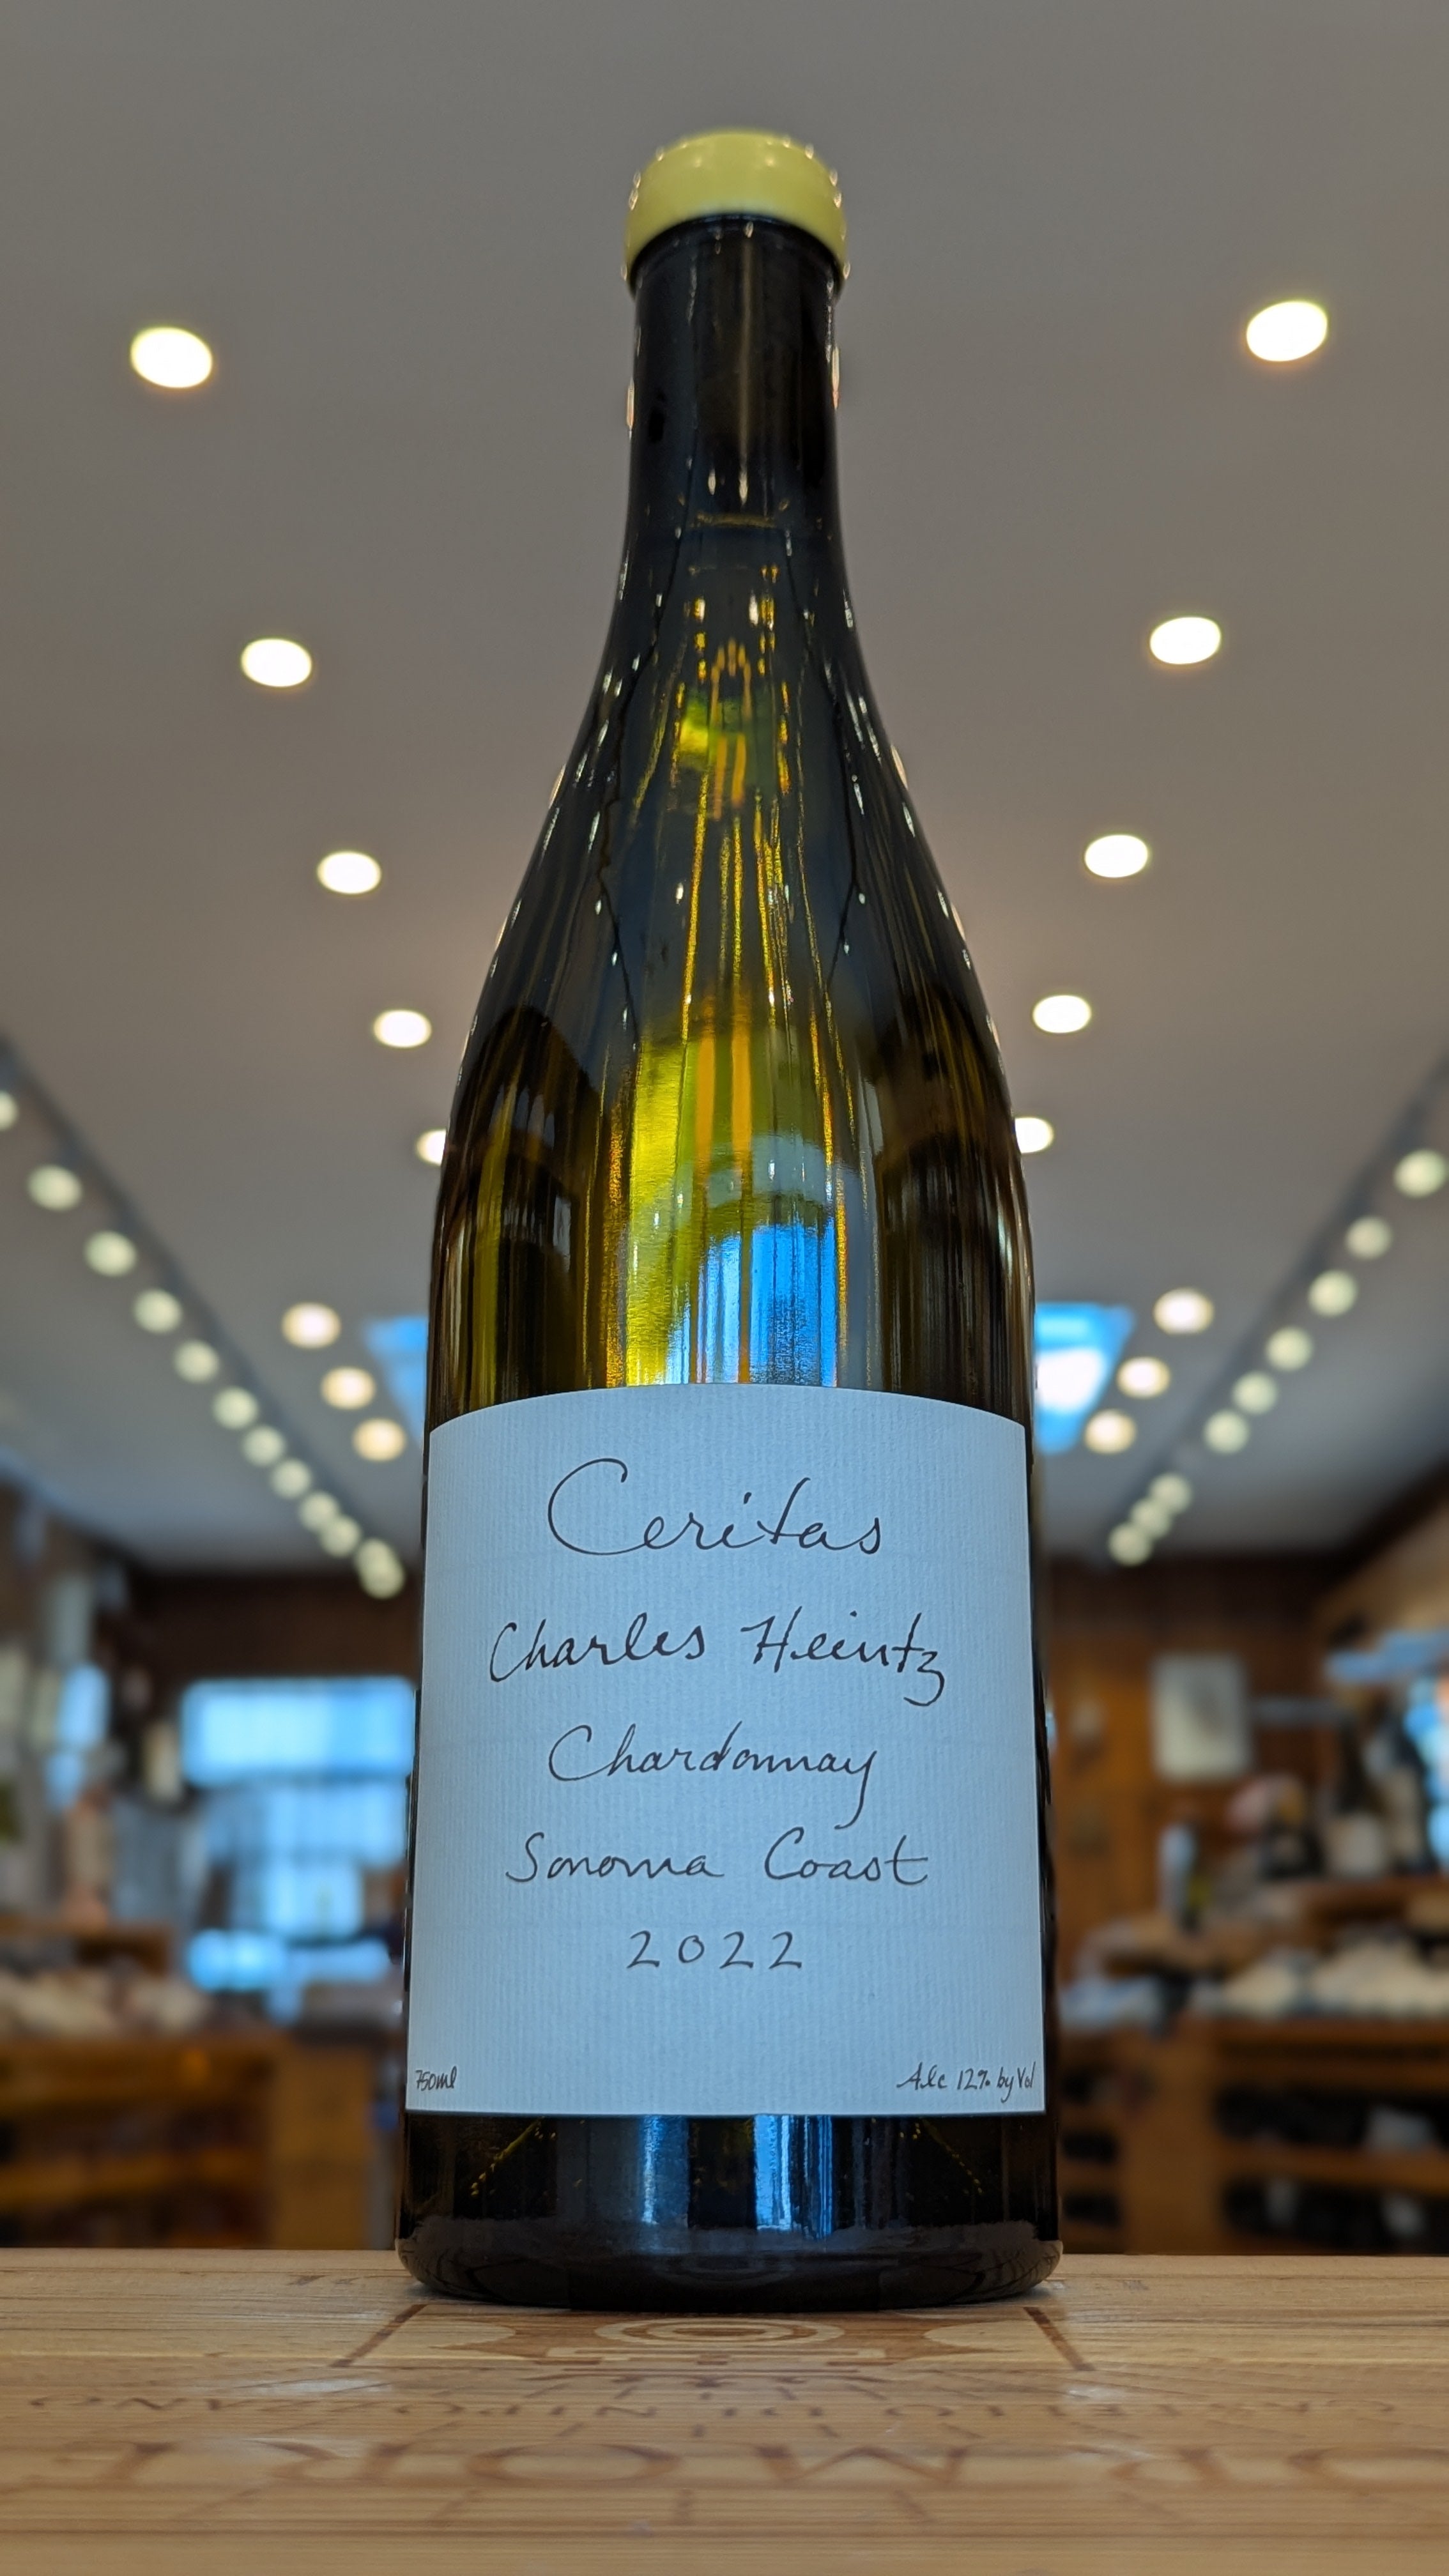 Ceritas
Charles Heintz
Chardonnay
Sonoma Coast
2022
750ml
Alc 12% by Vol